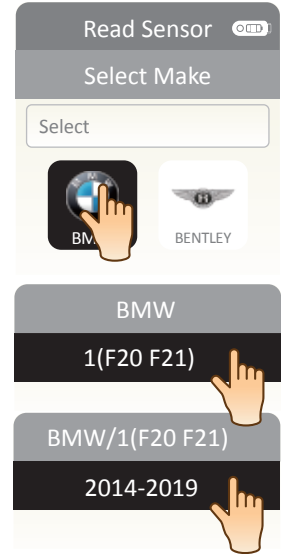 Read Sensor
Select Make
Select
BENTLEY
BMW
1(F20 F21)
BMW/1(F20 F21)
2014-2019